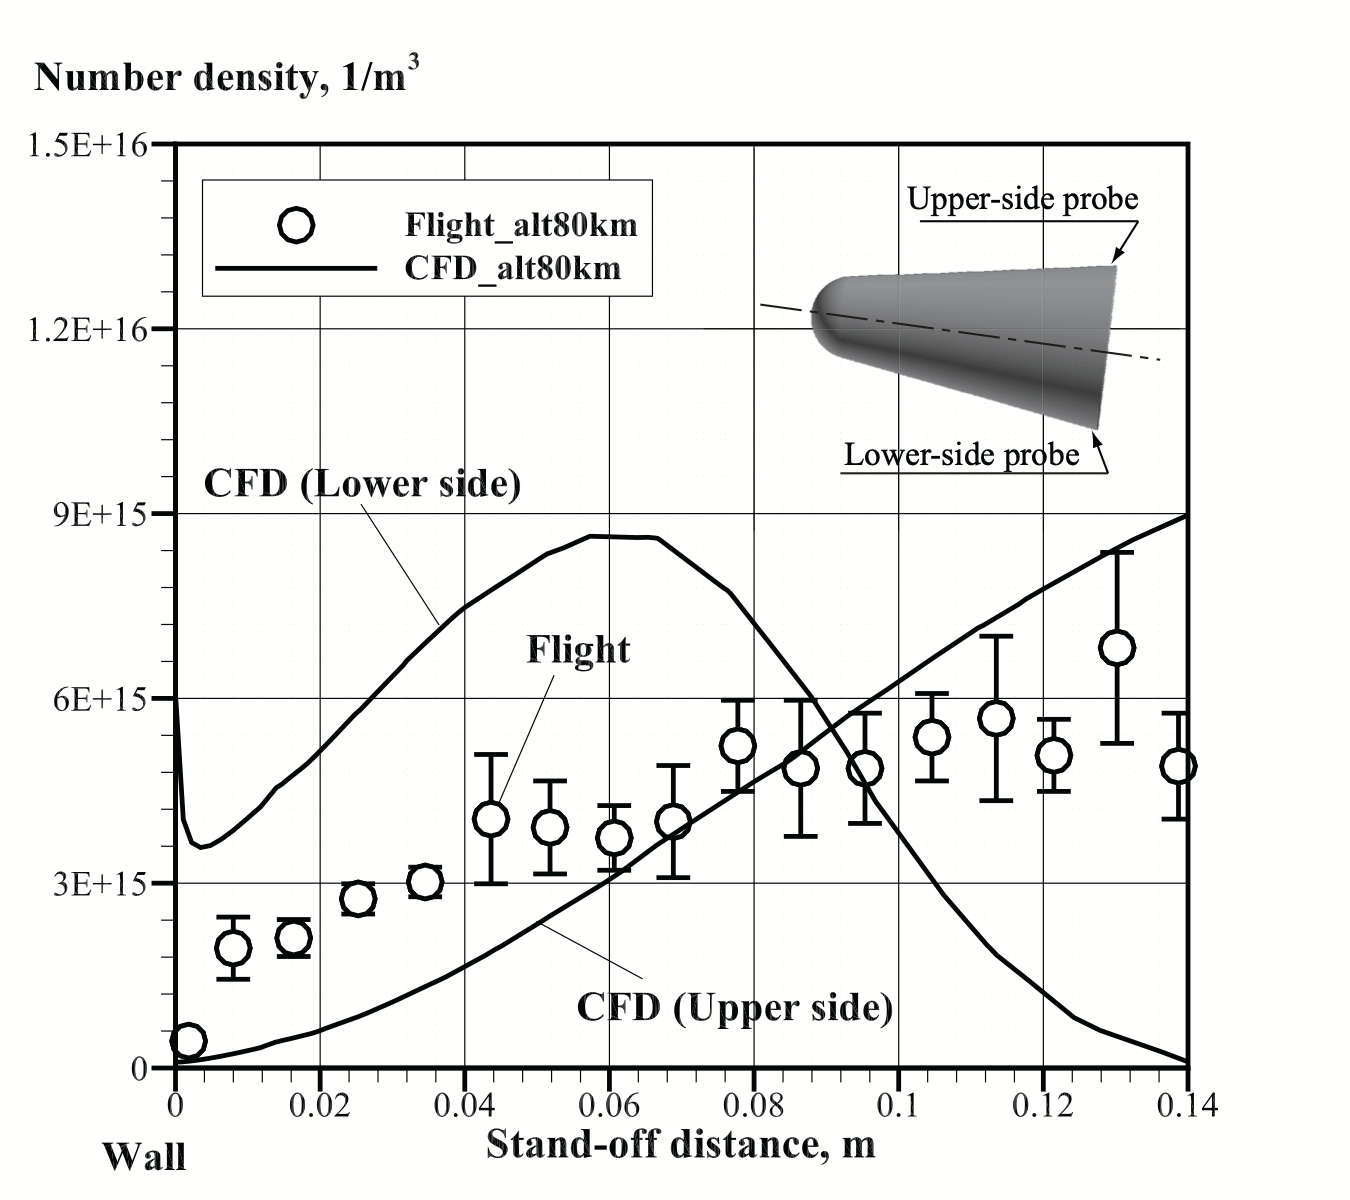 Number density, 1/m³
1.5E+16
1.2E+16
9E+15
6E+15
3E+15
0
Flight_alt80km
CFD_alt80km
Upper-side probe
Lower-side probe
CFD (Lower side)
Flight
CFD (Upper side)
0 0.02 0.04 0.06 0.08 0.1 0.12 0.14
Stand-off distance, m
Wall